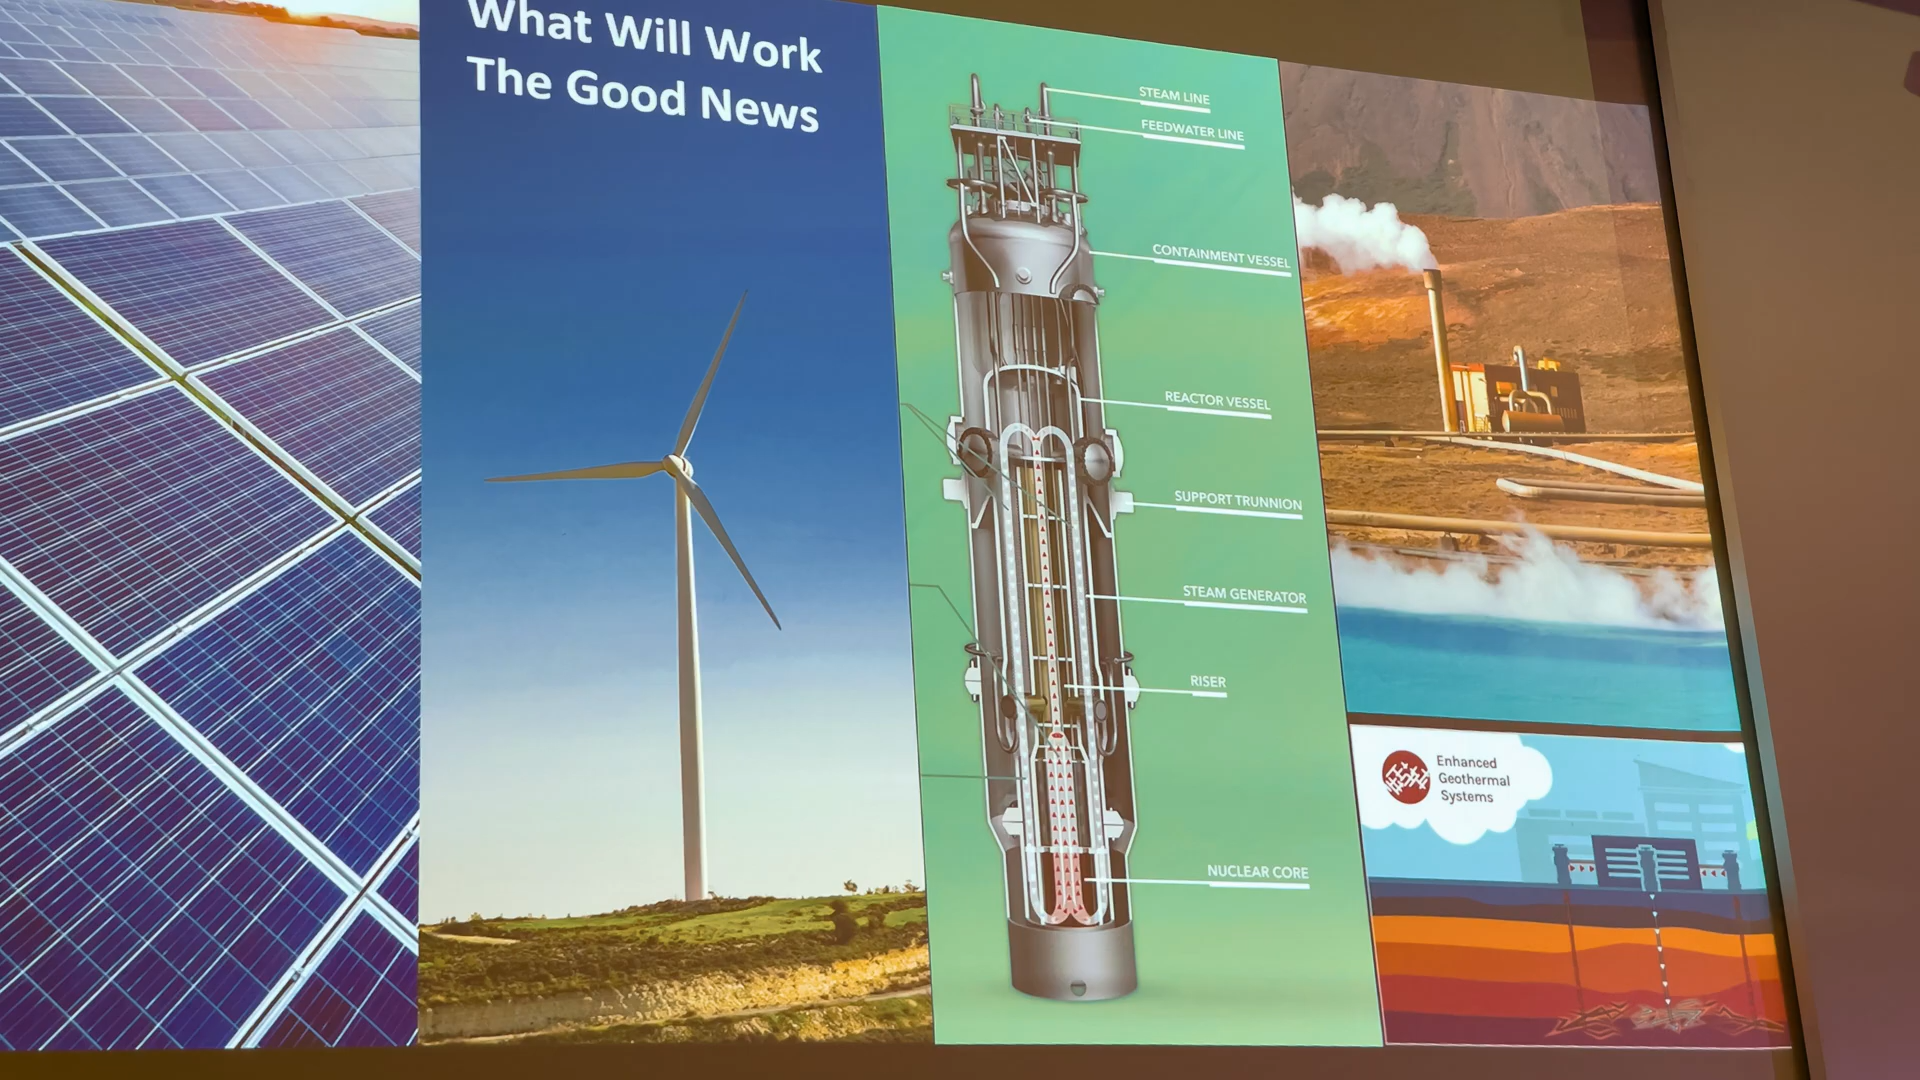 What Will Work
The Good News
STEAM LINE
FEEDWATER LINE
CONTAINMENT VESSEL
REACTOR VESSEL
SUPPORT TRUNNION
STEAM GENERATOR
RISER
NUCLEAR CORE
Enhanced
Geothermal
Systems